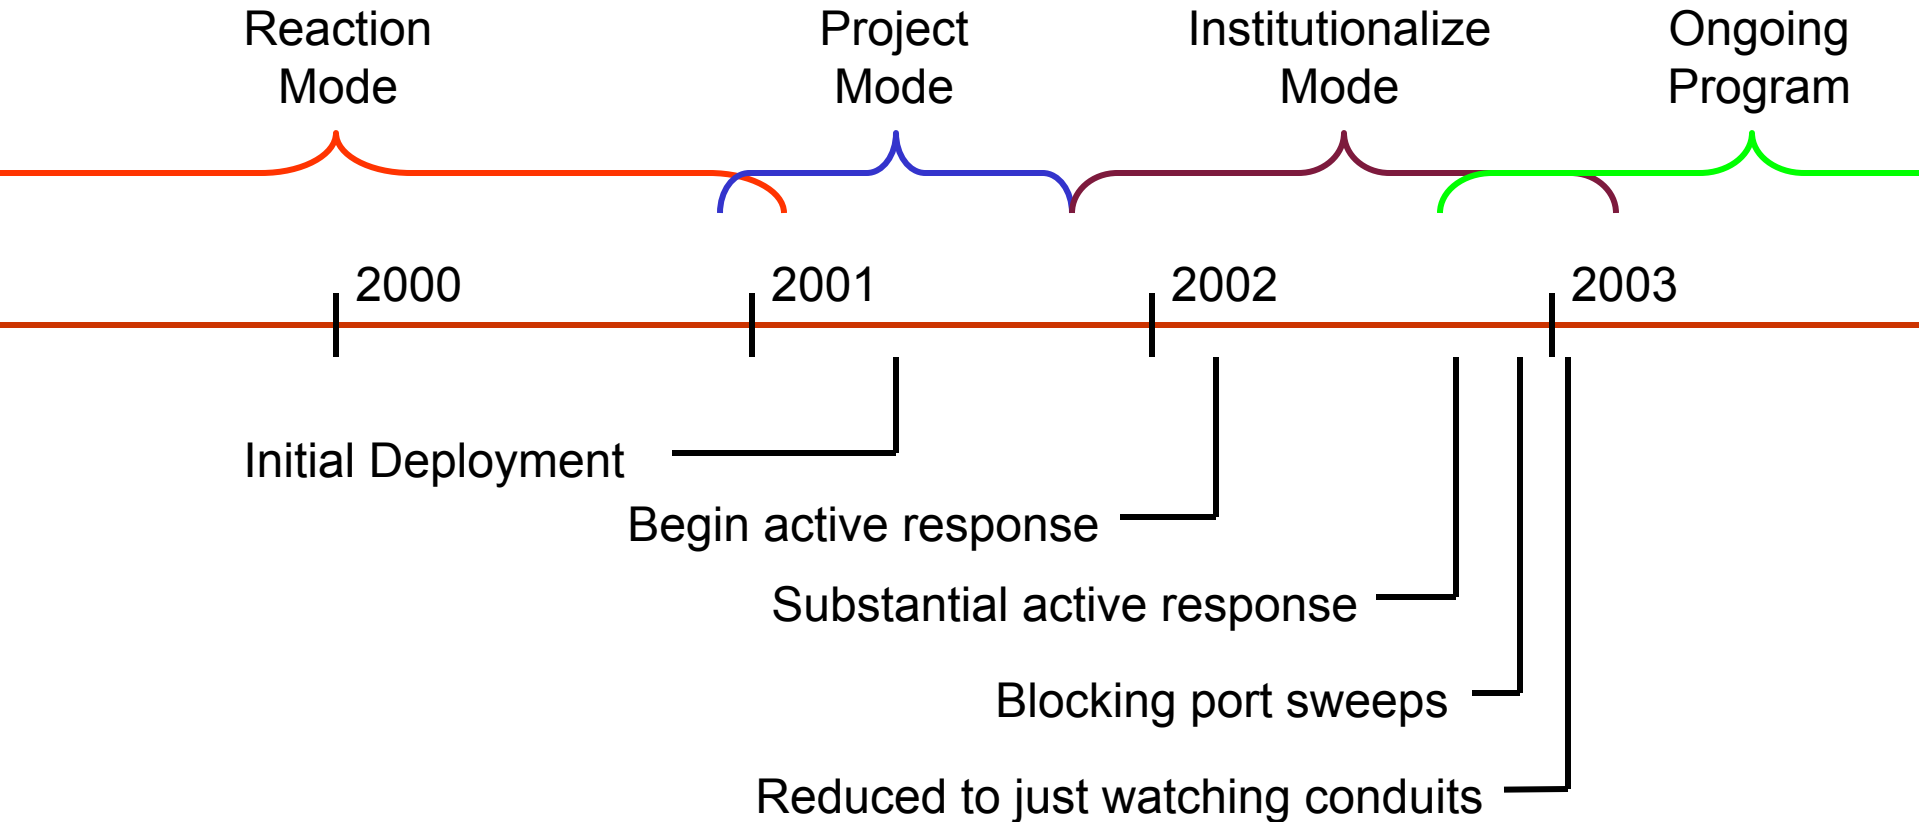 Reaction
Mode
Project
Mode
Institutionalize
Mode
Ongoing
Program
2000
2001
2002
2003
Initial Deployment
Begin active response
Substantial active response
Blocking port sweeps
Reduced to just watching conduits